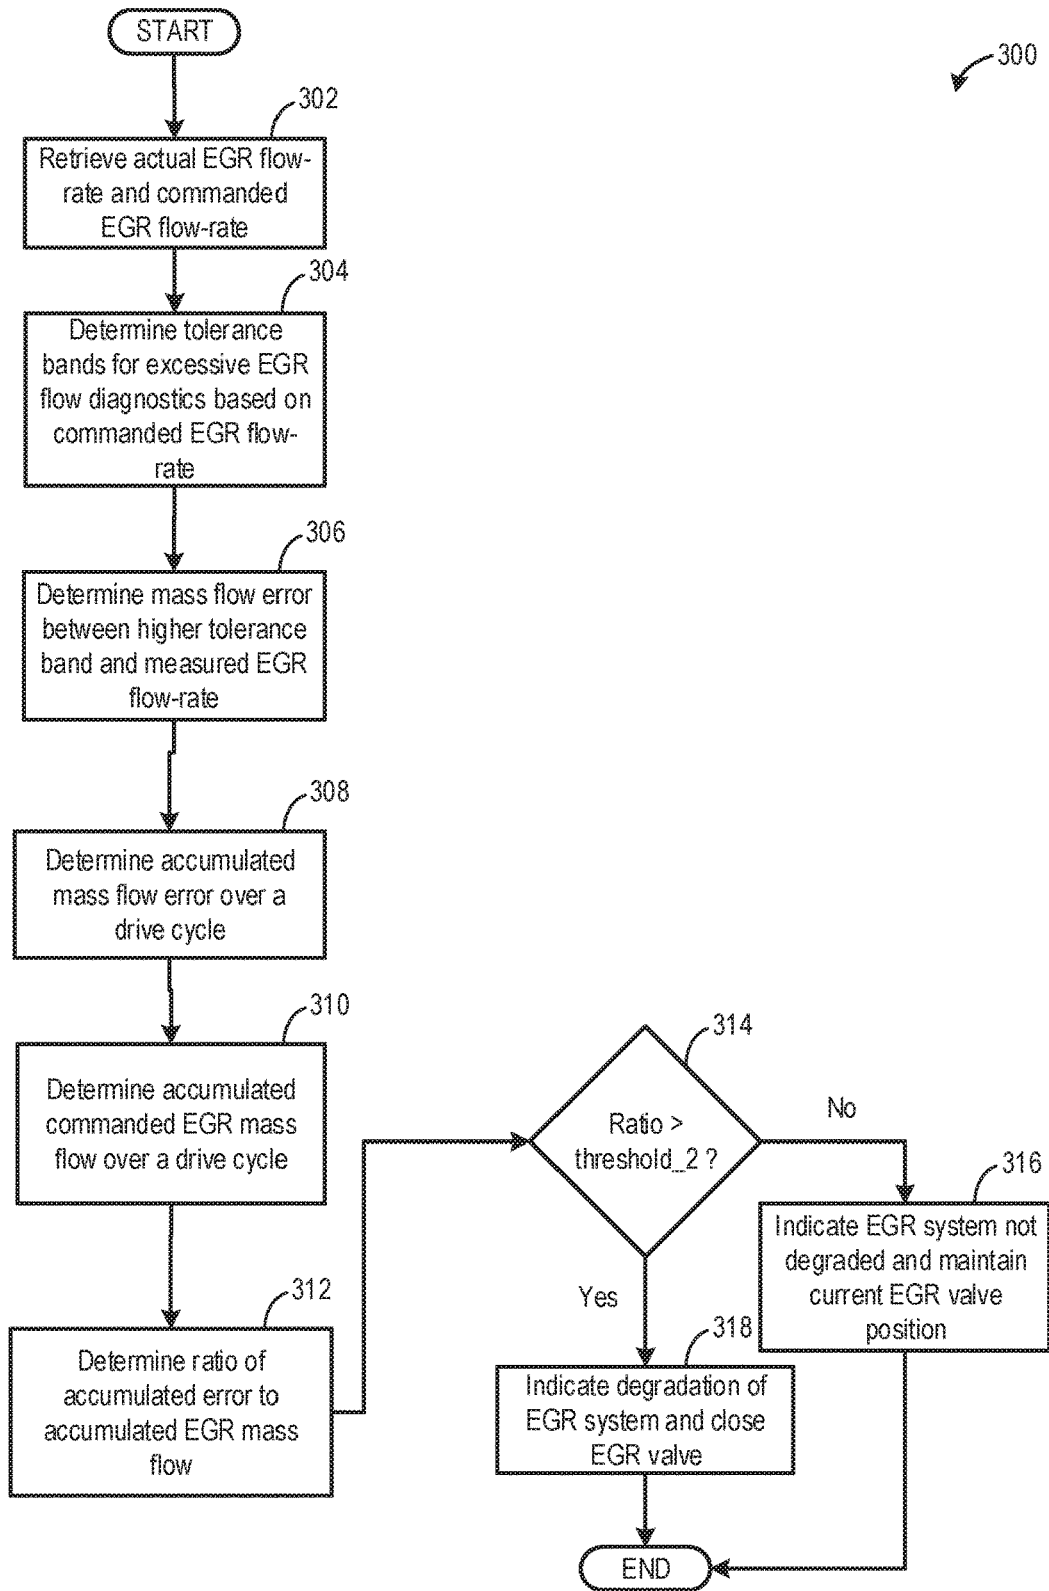 START
300
302
Retrieve actual EGR flow-
rate and commanded
EGR flow-rate
304
Determine tolerance
bands for excessive EGR
flow diagnostics based on
commanded EGR flow-
rate
306
Determine mass flow error
between higher tolerance
band and measured EGR
flow-rate
308
Determine accumulated
mass flow error over a
drive cycle
310
Determine accumulated
commanded EGR mass
flow over a drive cycle
312
Determine ratio of
accumulated error to
accumulated EGR mass
flow
314
Ratio >
threshold_2 ?
No
316
Indicate EGR system not
degraded and maintain
current EGR valve
position
Yes
318
Indicate degradation of
EGR system and close
EGR valve
END